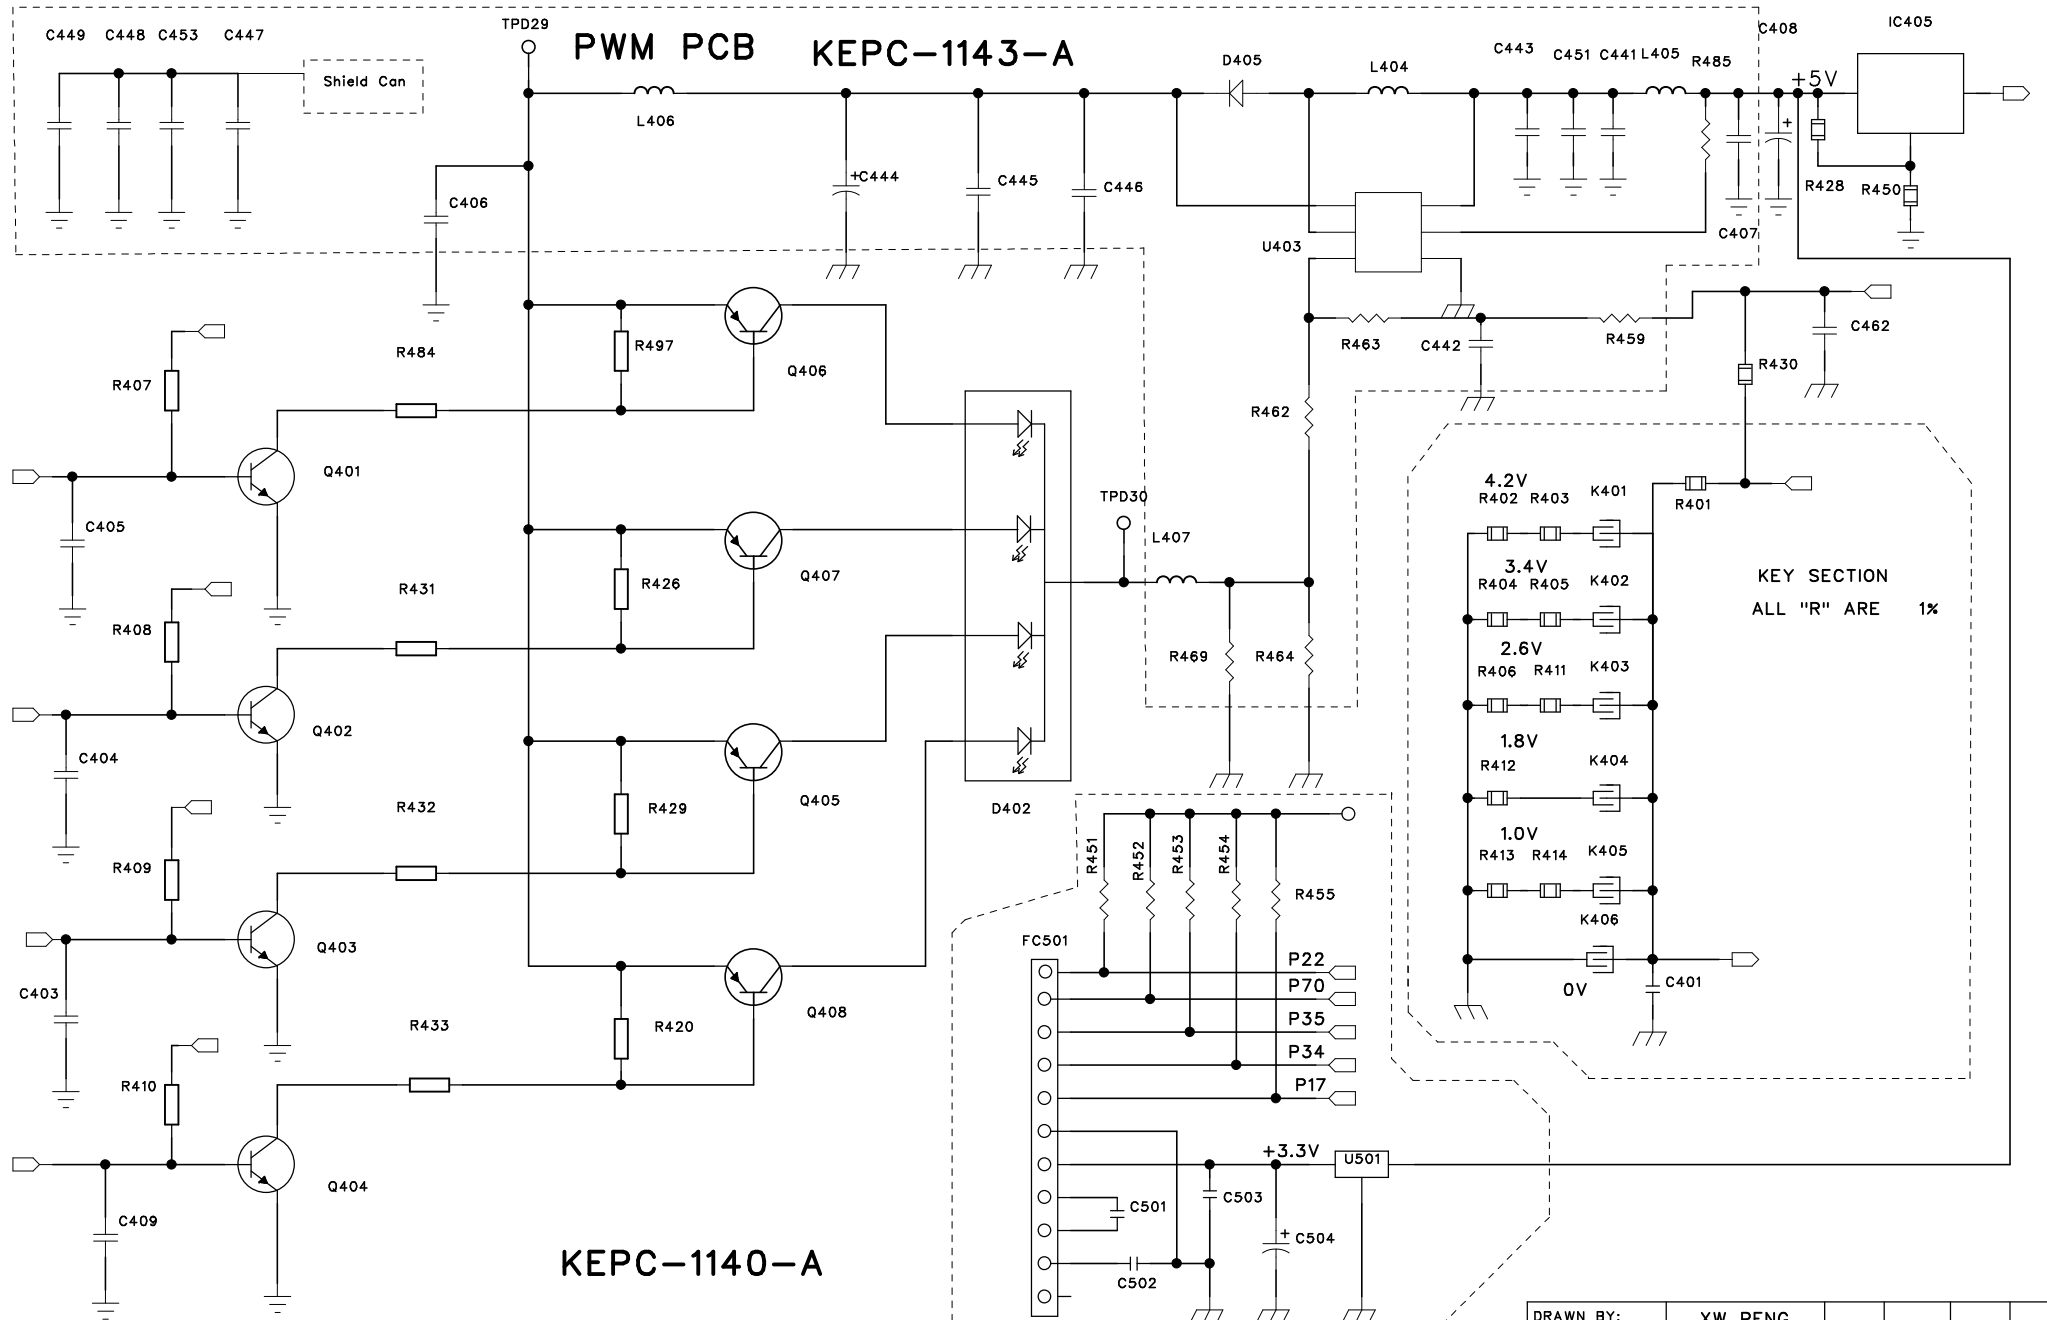 C449 C448 C453 C447
Shield Can
TPD29
PWM PCB KEPC-1143-A
D405
L404
C443
C451 C441 L405
R485
C408
IC405
+5V
L406
C406
+C444
C445
C446
U403
C407
R428
R450
R407
R484
R497
Q406
R463
C442
R459
C462
R430
R462
Q401
C405
TPD30
L407
R408
R431
R426
Q407
4.2V
R402 R403 K401
R401
3.4V
R404 R405 K402
KEY SECTION
ALL "R" ARE 1%
2.6V
R406 R411 K403
R469
R464
Q402
C404
1.8V
R412 K404
R409
R432
R429
Q405
D402
1.0V
R413 R414 K405
R451
R452
R453
R454
R455
K406
0V
C401
Q403
C403
FC501
P22
P70
P35
P34
P17
R433
R420
Q408
R410
Q404
C409
+3.3V
U501
C503
C501
+
C504
C502
KEPC-1140-A
DRAWN BY: XW PENG